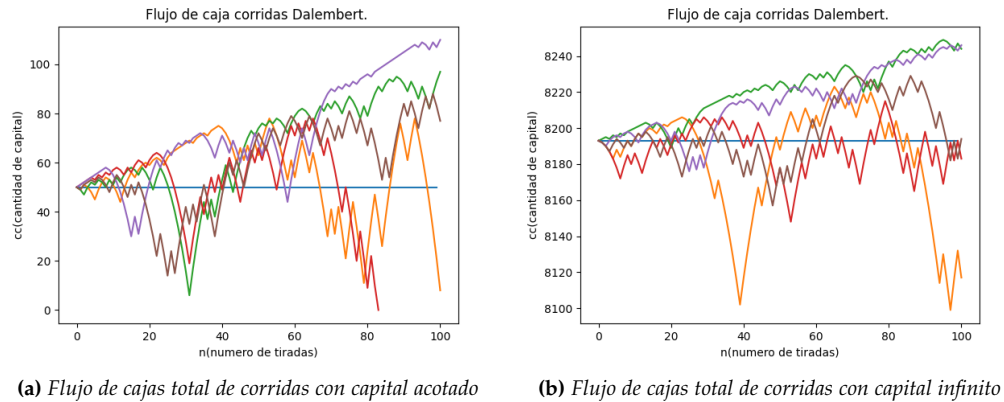 Flujo de caja corridas Dalembert.
cc(cantidad de capital)
100
80
60
40
20
0
0 20 40 60 80 100
n(numero de tiradas)
(a) Flujo de cajas total de corridas con capital acotado
Flujo de caja corridas Dalembert.
cc(cantidad de capital)
8240
8220
8200
8180
8160
8140
8120
8100
0 20 40 60 80 100
n(numero de tiradas)
(b) Flujo de cajas total de corridas con capital infinito